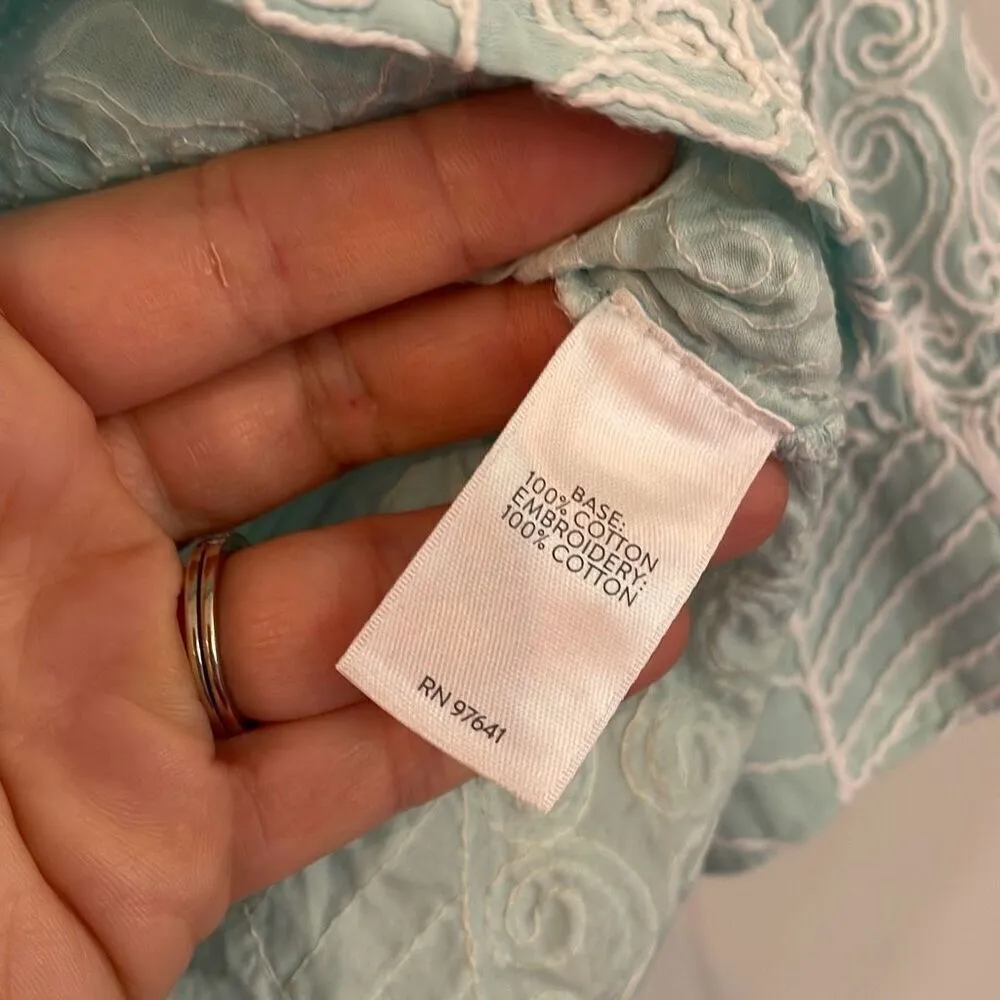 BASE:
100% COTTON
EMBROIDERY:
100% COTTON
RN 97641